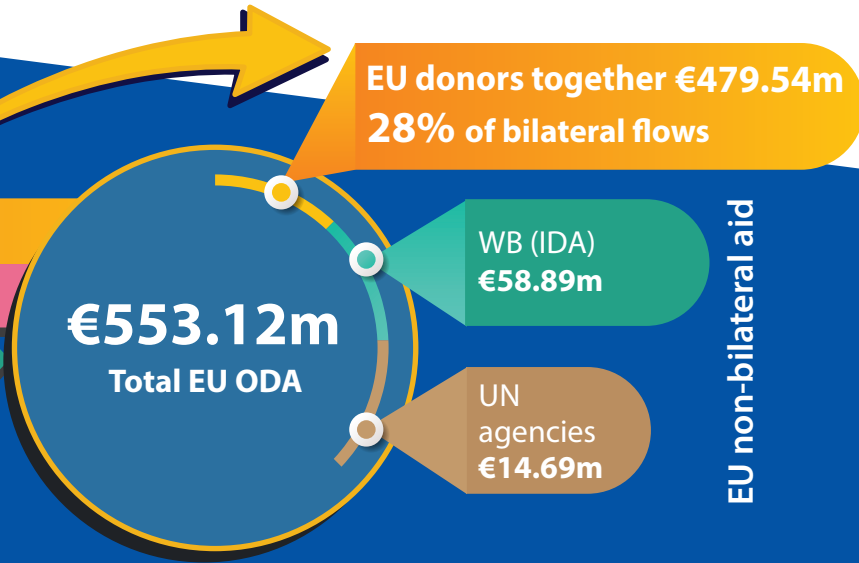 EU donors together €479.54m
28% of bilateral flows
WB (IDA)
€58.89m
€553.12m
Total EU ODA
UN
agencies
€14.69m
EU non-bilateral aid